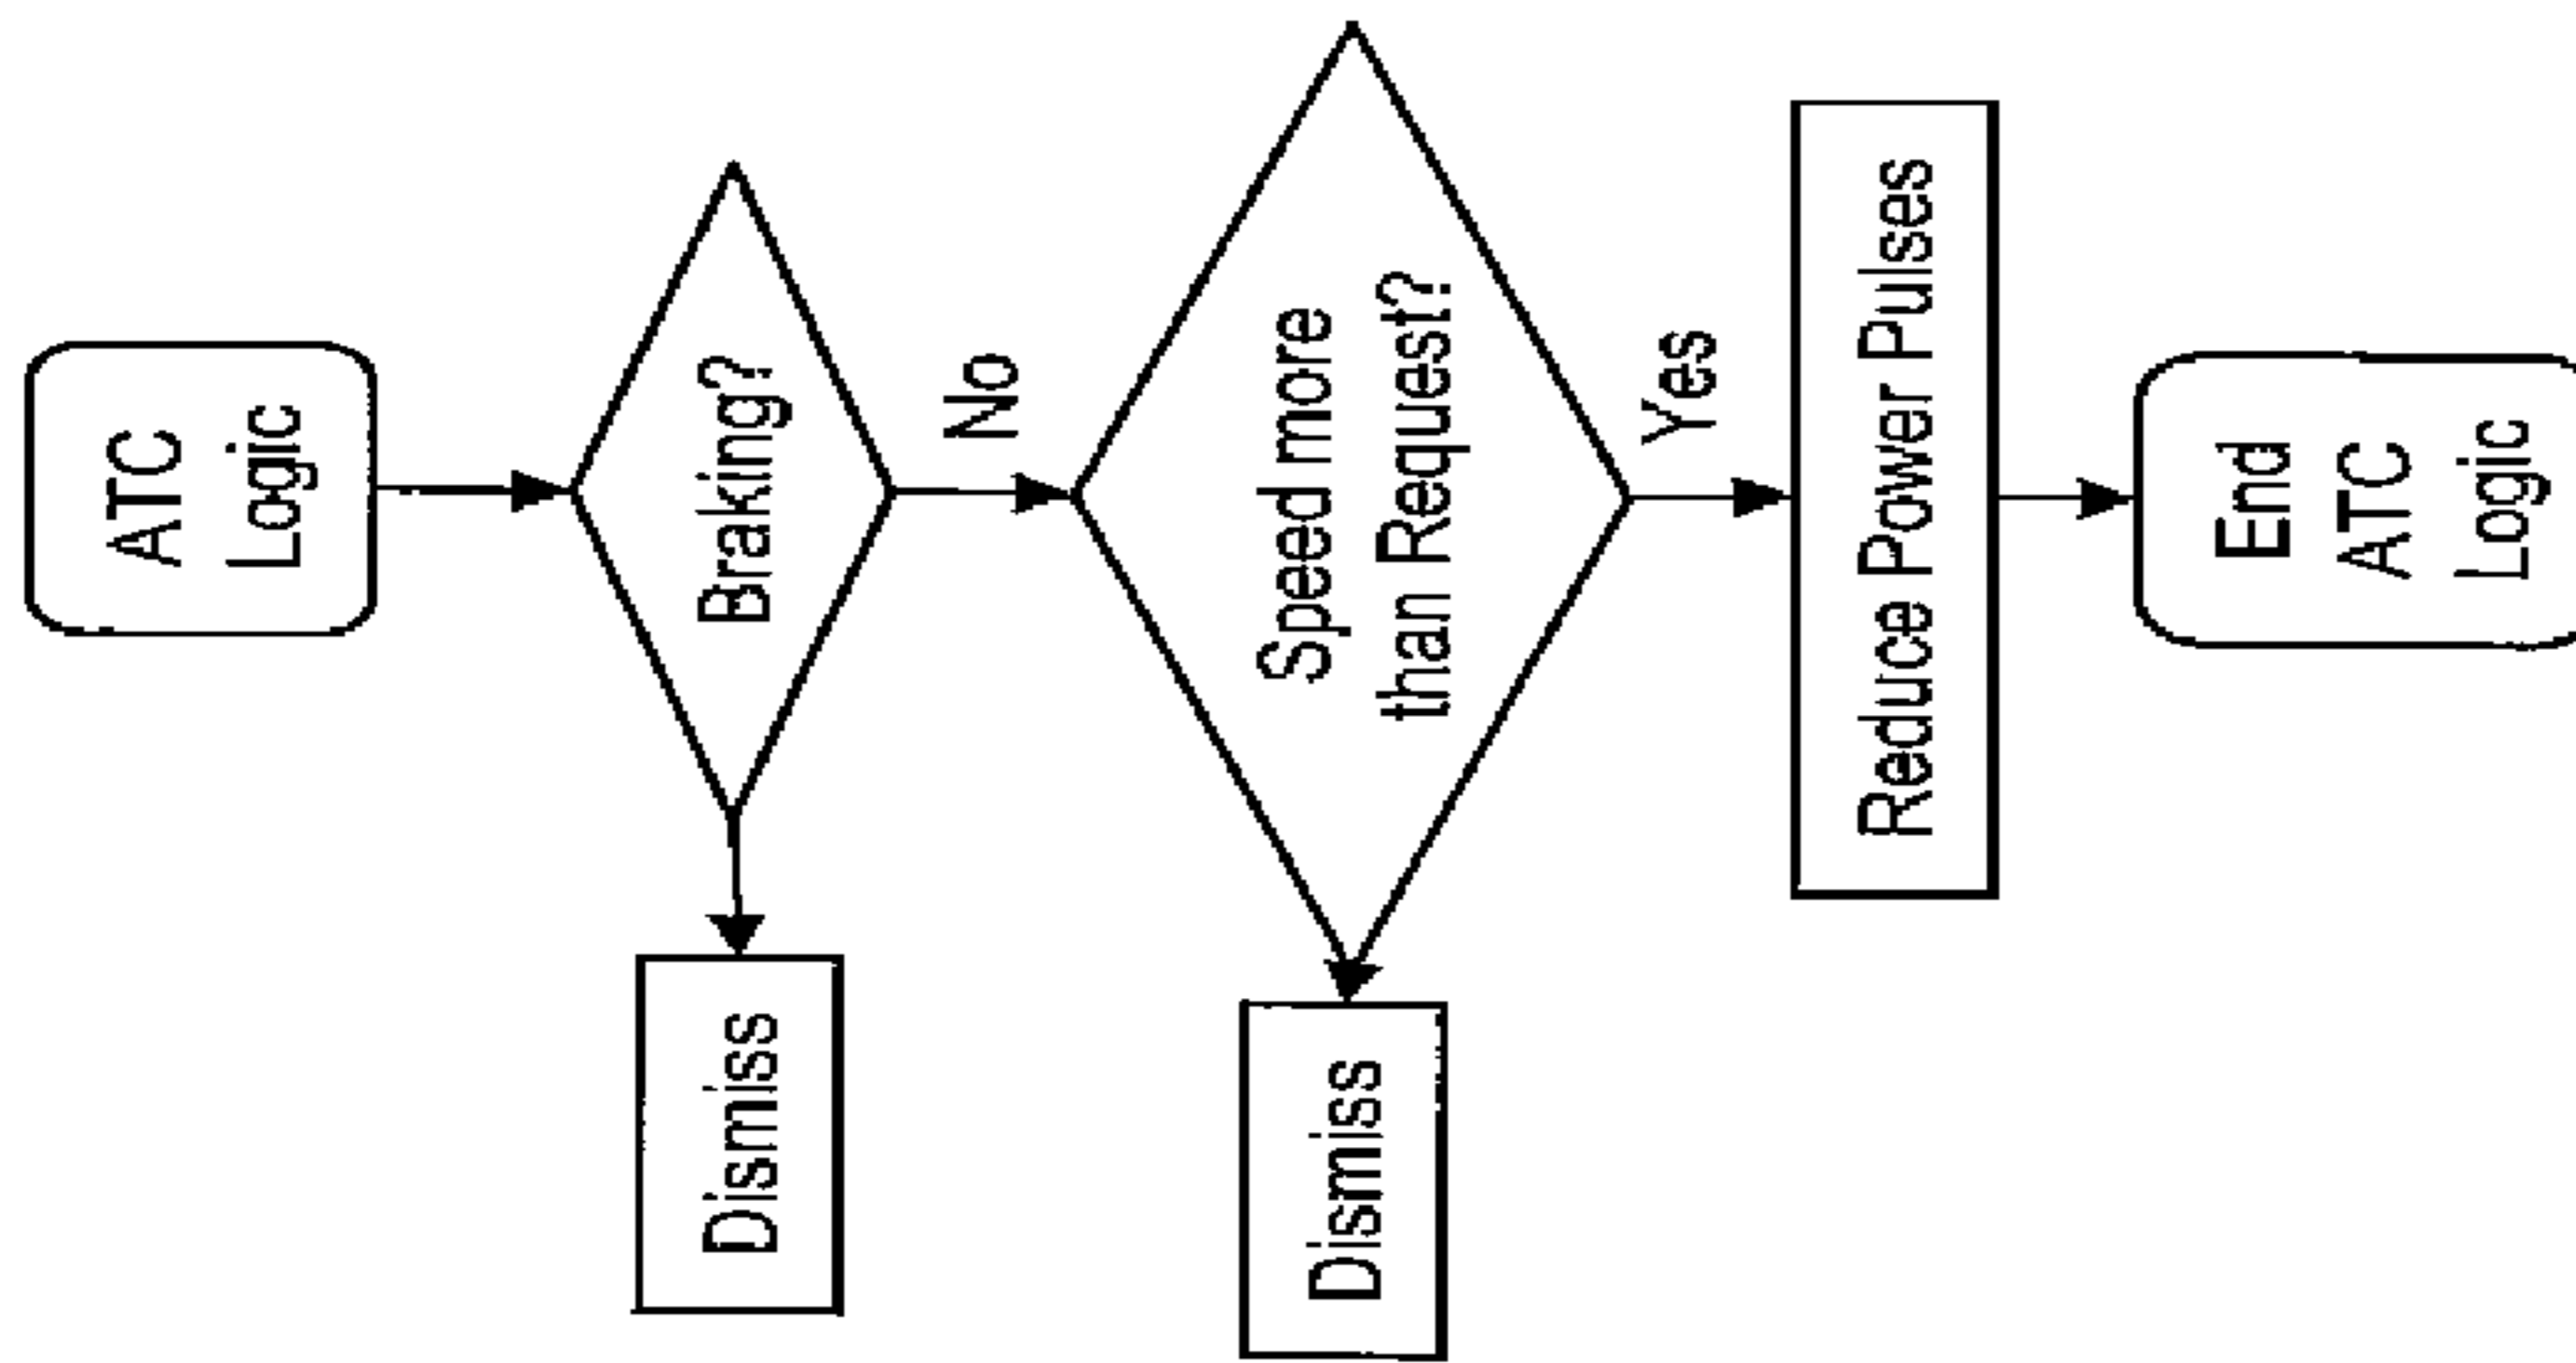 ATC
Logic
Braking?
Dismiss
No
Speed more
than Request?
Dismiss
Yes
Reduce Power Pulses
End
ATC
Logic